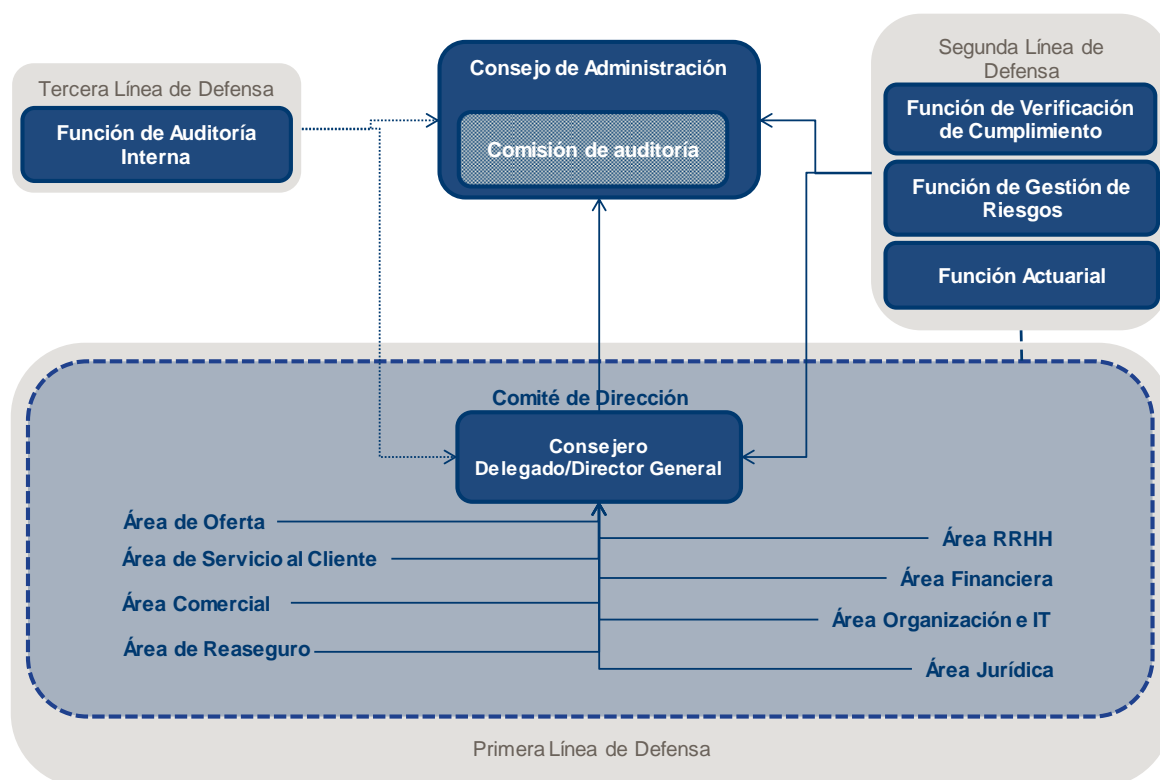 Tercera Línea de Defensa
Función de Auditoría
Interna
Consejo de Administración
Comisión de auditoría
Segunda Línea de
Defensa
Función de Verificación
de Cumplimiento
Función de Gestión de
Riesgos
Función Actuarial
Comité de Dirección
Consejero
Delegado/Director General
Área de Oferta
Área de Servicio al Cliente
Área Comercial
Área de Reaseguro
Área RRHH
Área Financiera
Área Organización e IT
Área Jurídica
Primera Línea de Defensa